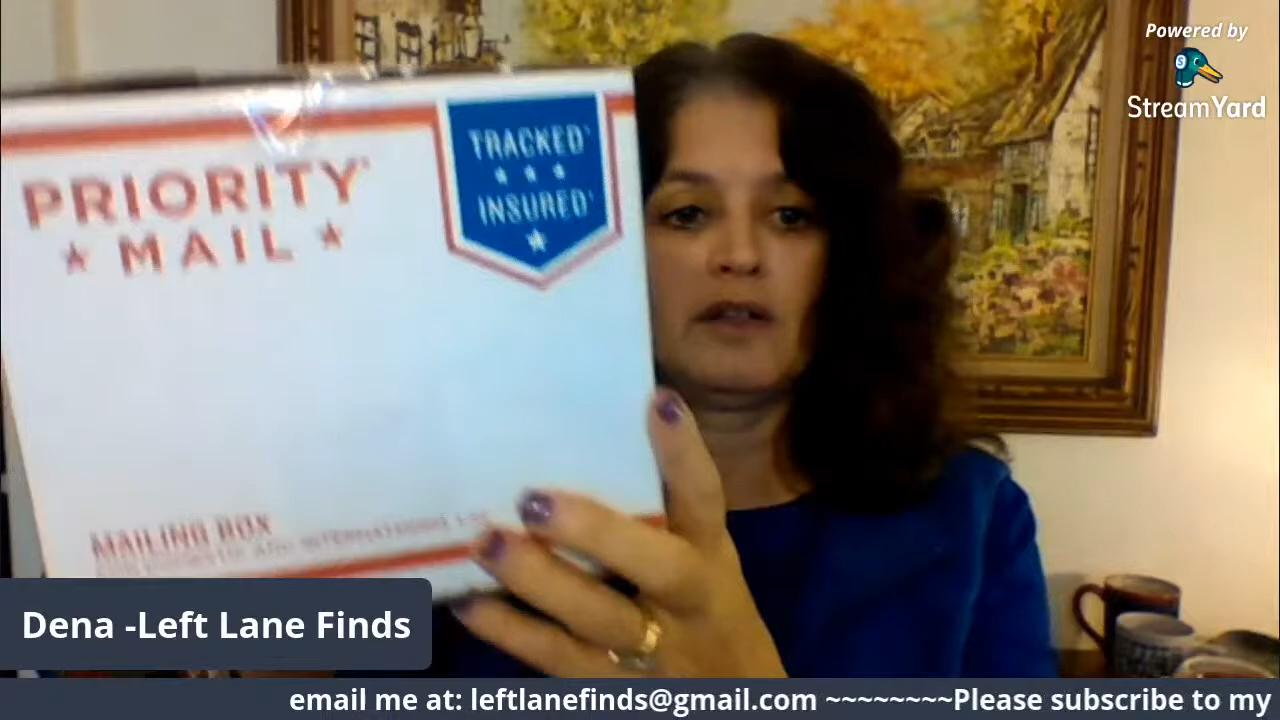 Powered by
StreamYard
TRACKED
INSURED
PRIORITY
MAIL
MAILING BOX
Dena -Left Lane Finds
email me at: leftlanefinds@gmail.com ~~~~~~~~Please subscribe to my